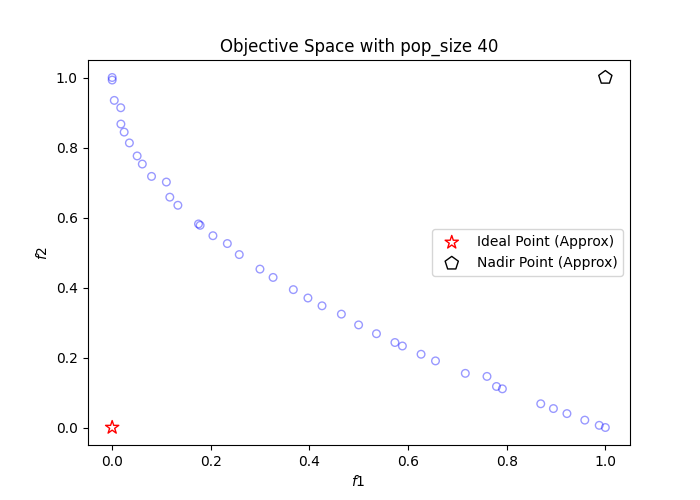 Objective Space with pop_size 40
f2
1.0
0.8
0.6
0.4
0.2
0.0
Ideal Point (Approx)
Nadir Point (Approx)
0.0 0.2 0.4 0.6 0.8 1.0
f1